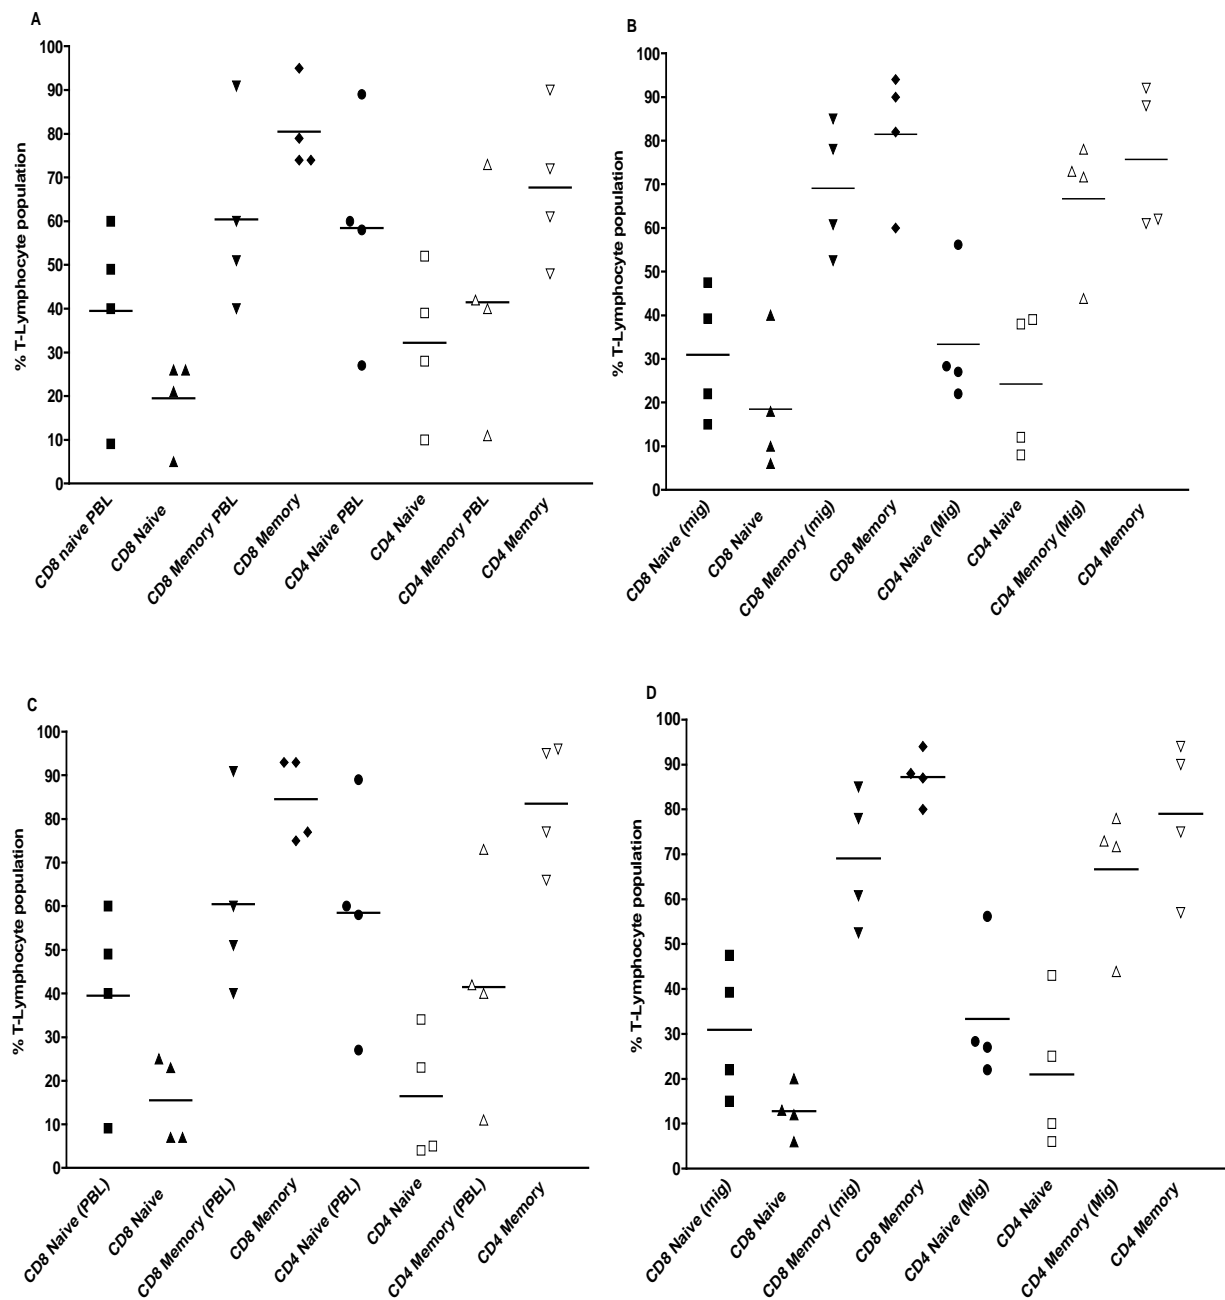 A
% T-Lymphocyte population
100
90
80
70
60
50
40
30
20
10
0
CD8 naive PBL
CD8 Naive
CD8 Memory PBL
CD8 Memory
CD4 Naive PBL
CD4 Naive
CD4 Memory PBL
CD4 Memory
B
% T-Lymphocyte population
100
90
80
70
60
50
40
30
20
10
0
CD8 Naive (mig)
CD8 Naive
CD8 Memory (mig)
CD8 Memory
CD4 Naive (Mig)
CD4 Naive
CD4 Memory (Mig)
CD4 Memory
C
% T-Lymphocyte population
100
90
80
70
60
50
40
30
20
10
0
CD8 Naive (PBL)
CD8 Naive
CD8 Memory (PBL)
CD8 Memory
CD4 Naive (PBL)
CD4 Naive
CD4 Memory (PBL)
CD4 Memory
D
% T-Lymphocyte population
100
90
80
70
60
50
40
30
20
10
0
CD8 Naive (mig)
CD8 Naive
CD8 Memory (mig)
CD8 Memory
CD4 Naive (Mig)
CD4 Naive
CD4 Memory (Mig)
CD4 Memory